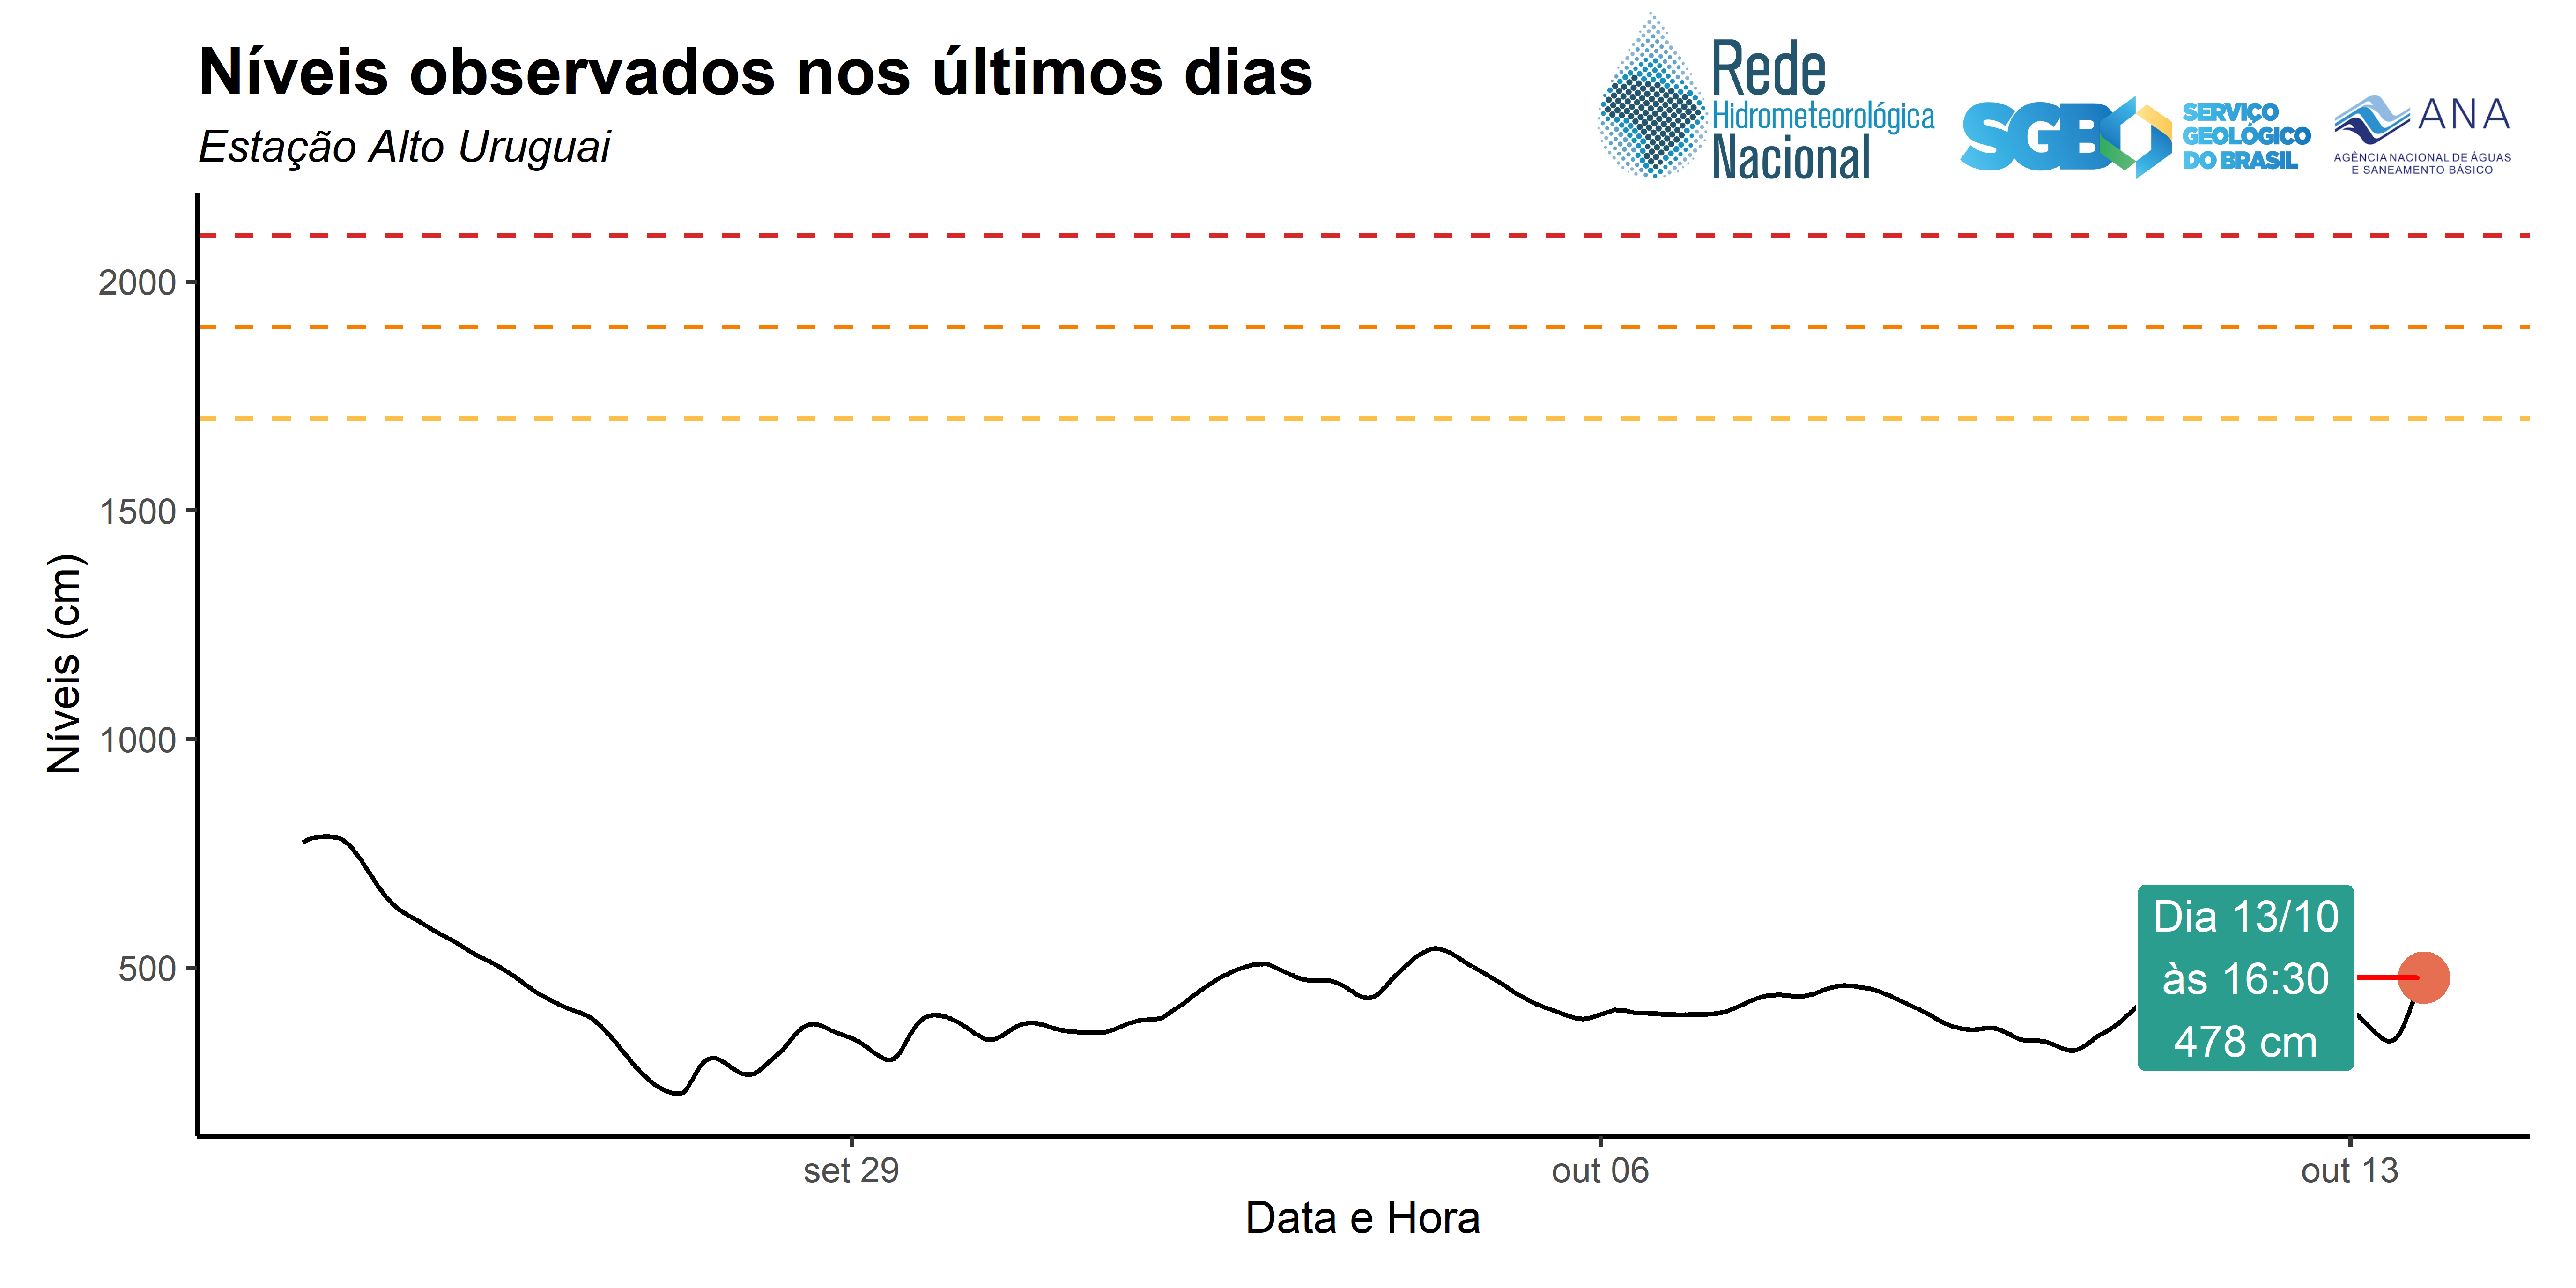 Níveis observados nos últimos dias
Estação Alto Uruguai
Rede
Hidrometeorológica
Nacional
SGB
SERVIÇO
GEOLÓGICO
DO BRASIL
ANA
AGÊNCIA NACIONAL DE ÁGUAS
E SANEAMENTO BÁSICO
Níveis (cm)
2000
1500
1000
500
Dia 13/10
às 16:30
478 cm
set 29
out 06
out 13
Data e Hora